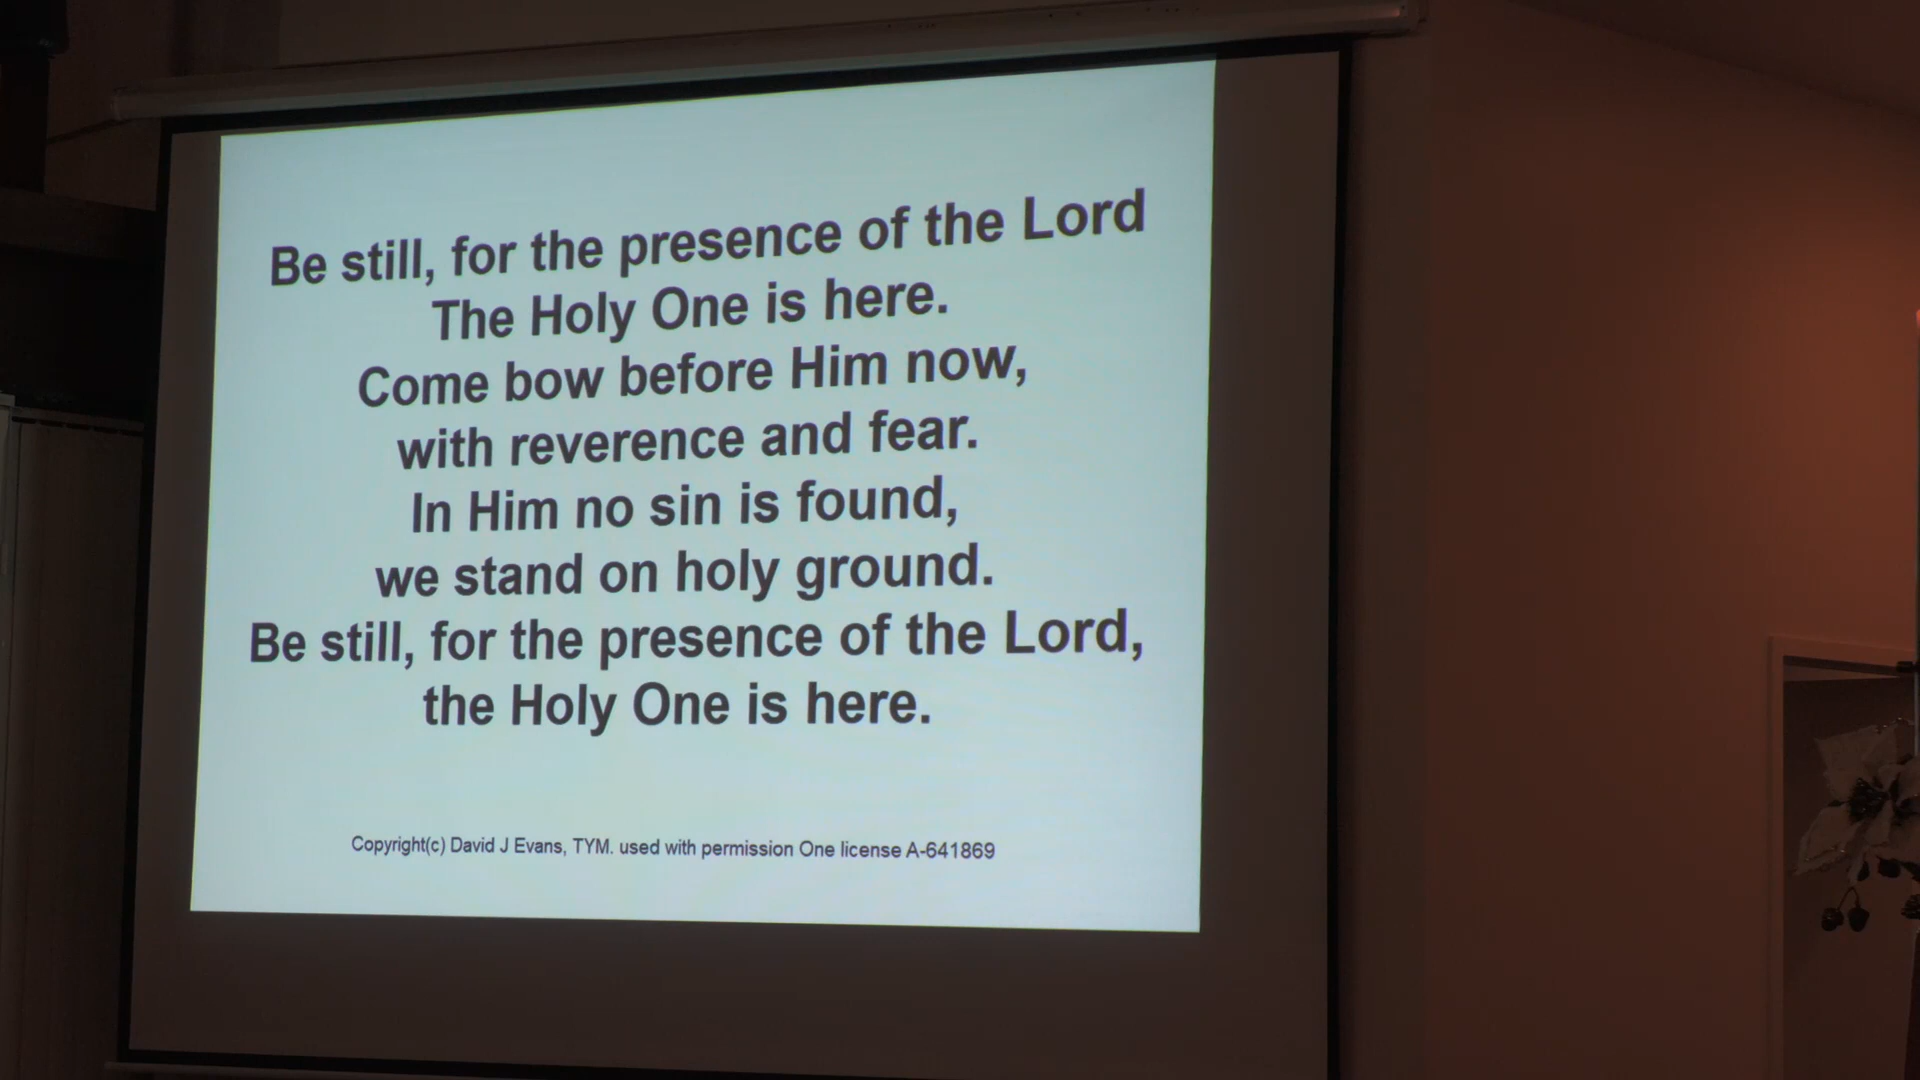 Be still, for the presence of the Lord
The Holy One is here.
Come bow before Him now,
with reverence and fear.
In Him no sin is found,
we stand on holy ground.
Be still, for the presence of the Lord,
the Holy One is here.
Copyright(c) David J Evans, TYM. used with permission One license A-641869